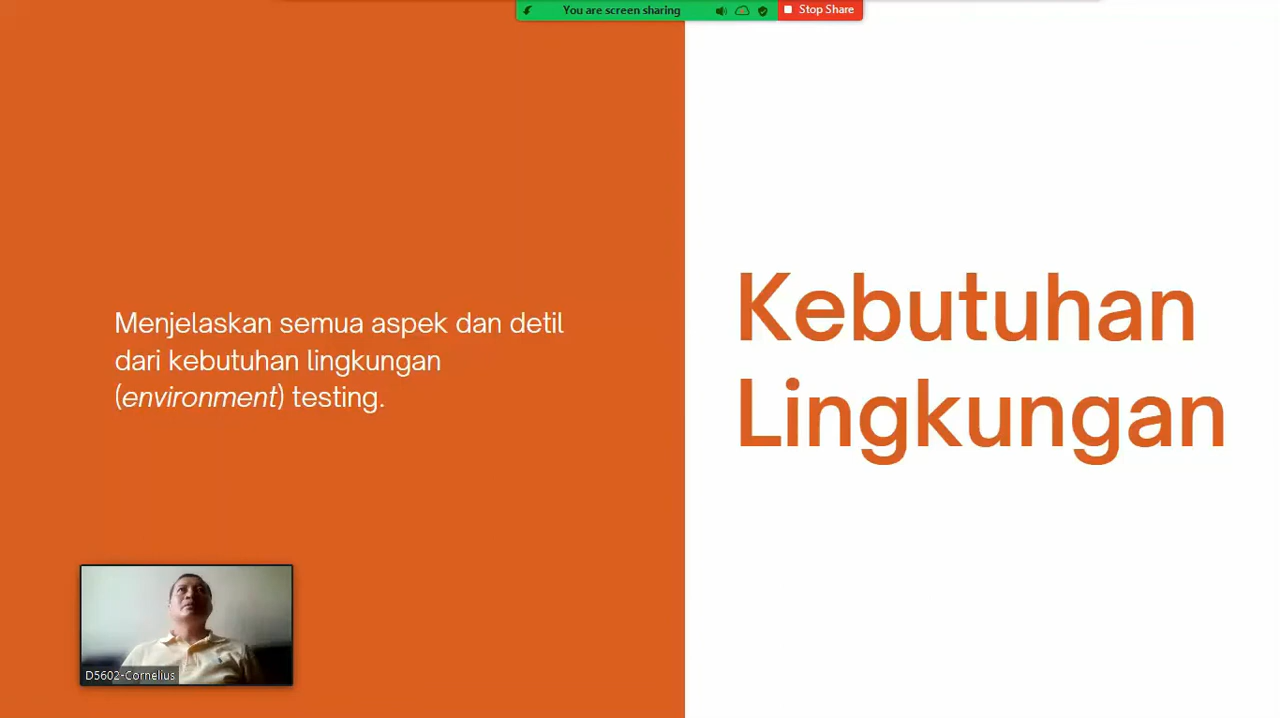 You are screen sharing
Stop Share
Menjelaskan semua aspek dan detil
dari kebutuhan lingkungan
(environment) testing.
Kebutuhan
Lingkungan
D5602-Cornelius